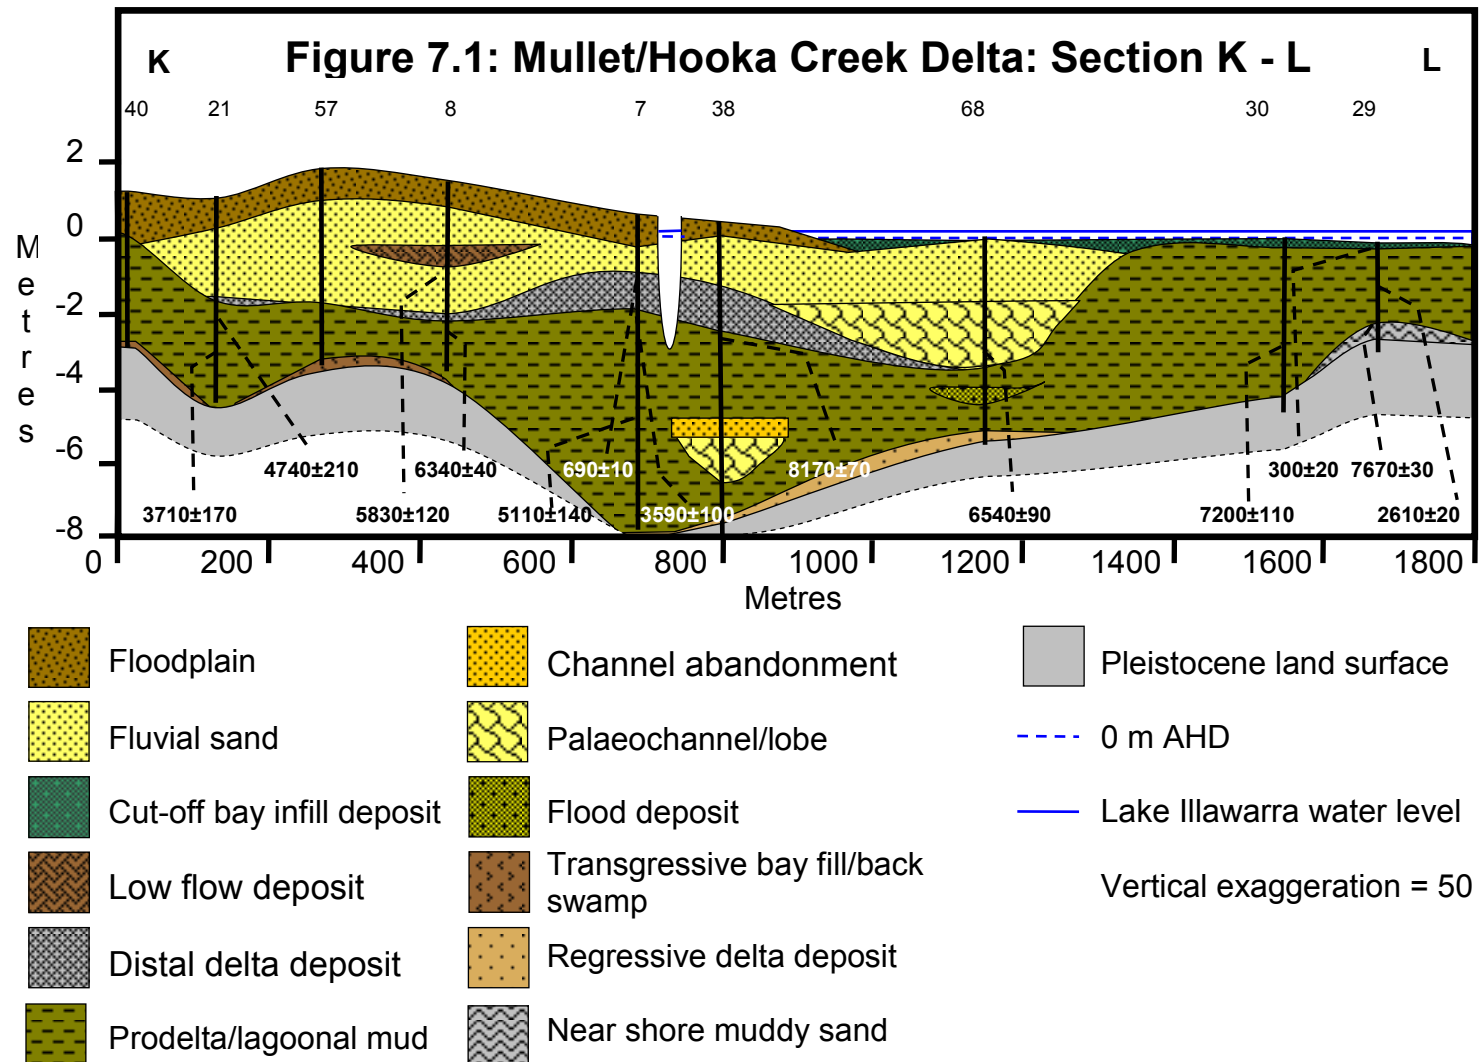 K Figure 7.1: Mullet/Hooka Creek Delta: Section K - L L
40 21 57 8 7 38 68 30 29
2
0
-2
-4
-6
-8
Metres
4740±210 6340±40 690±10 8170±70 300±20 7670±30
3710±170 5830±120 5110±140 3590±100 6540±90 7200±110 2610±20
0 200 400 600 800 1000 1200 1400 1600 1800
Metres
Floodplain
Fluvial sand
Cut-off bay infill deposit
Low flow deposit
Distal delta deposit
Prodelta/lagoonal mud
Channel abandonment
Palaeochannel/lobe
Flood deposit
Transgressive bay fill/back
swamp
Regressive delta deposit
Near shore muddy sand
Pleistocene land surface
0 m AHD
Lake Illawarra water level
Vertical exaggeration = 50